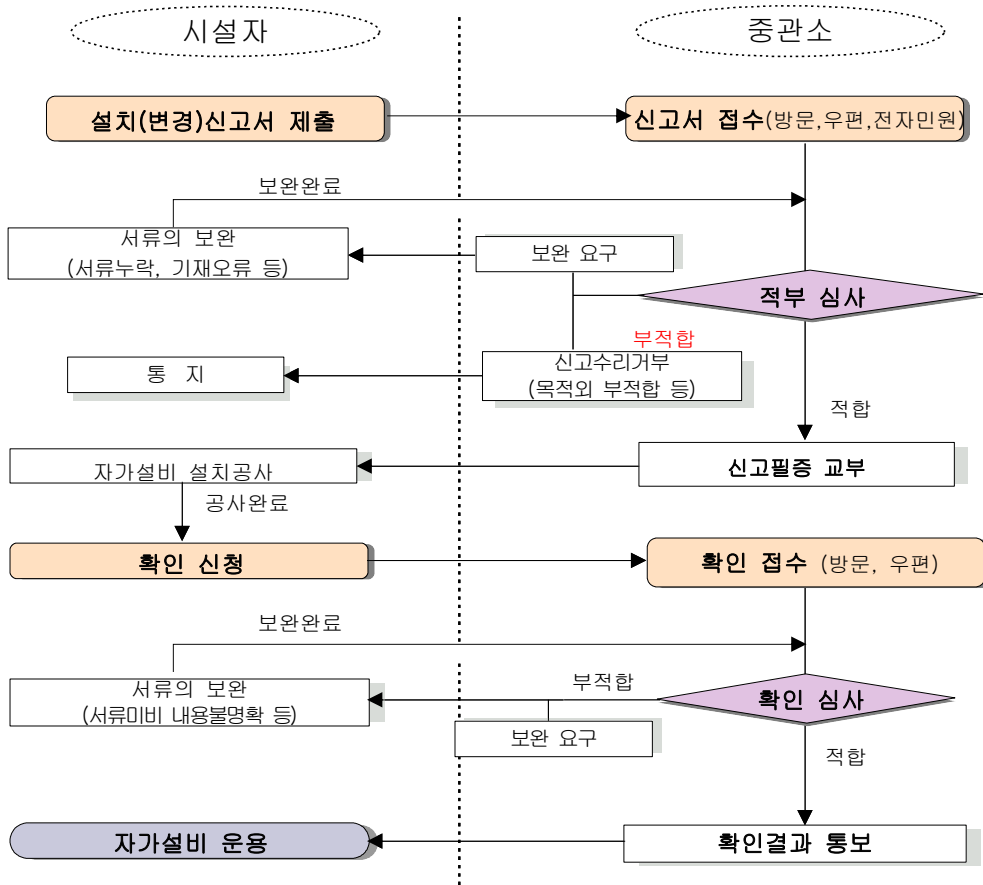 시설자
중관소
설치(변경)신고서 제출
신고서 접수(방문,우편,전자민원)
보완완료
서류의 보완
(서류누락, 기재오류 등)
보완 요구
적부 심사
부적합
신고수리거부
(목적외 부적합 등)
통 지
적합
자가설비 설치공사
신고필증 교부
공사완료
확인 신청
확인 접수 (방문, 우편)
보완완료
서류의 보완
(서류미비 내용불명확 등)
부적합
확인 심사
보완 요구
적합
자가설비 운용
확인결과 통보